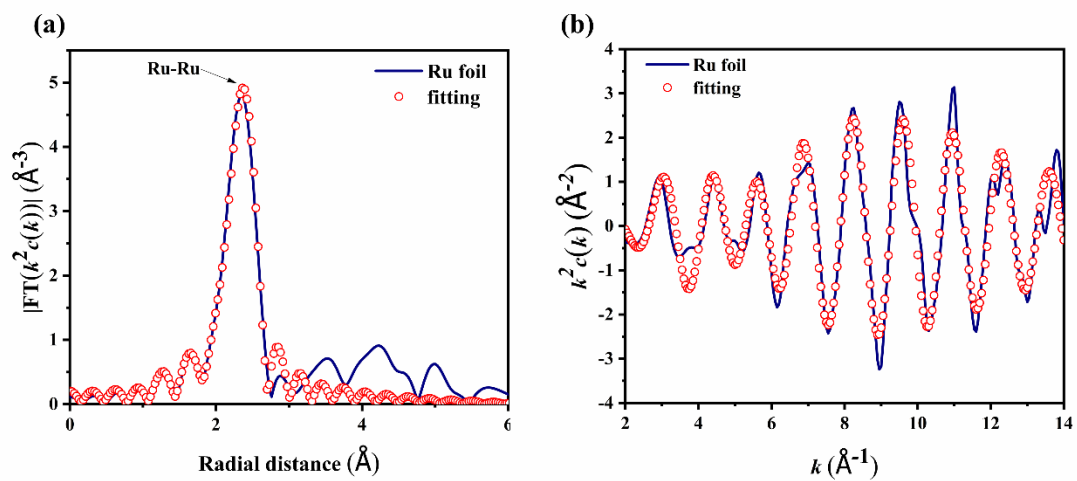 (a)
Ru-Ru
Ru foil
fitting
5
4
3
2
1
0
|FT(k² c(k))| (Å-3)
0 2 4 6
Radial distance (Å)
(b)
Ru foil
fitting
4
3
2
1
0
-1
-2
-3
-4
k² c(k) (Å-2)
2 4 6 8 10 12 14
k (Å-1)